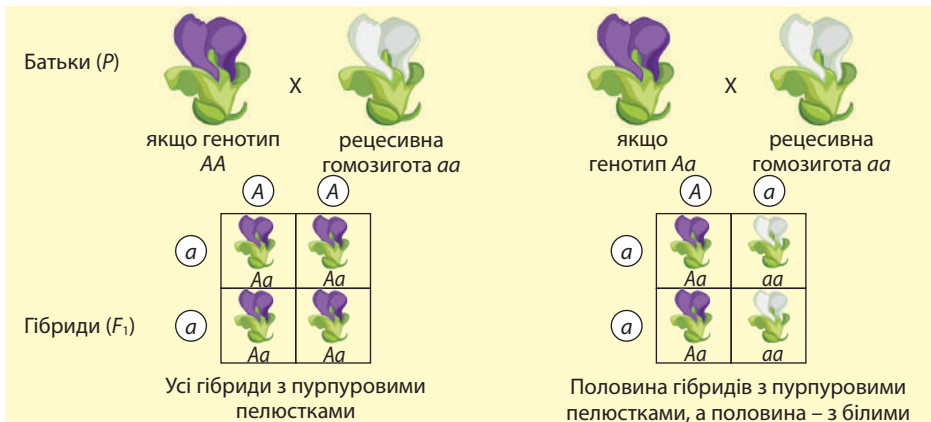 Батьки (P)
X
X
якщо генотип
AA
рецесивна
гомозигота aa
якщо
генотип Aa
рецесивна
гомозигота aa
A A
A a
a
Aa Aa
a
Aa aa
Гібриди (F₁)
a
Aa Aa
a
Aa aa
Усі гібриди з пурпуровими
пелюстками
Половина гібридів з пурпуровими
пелюстками, а половина – з білими